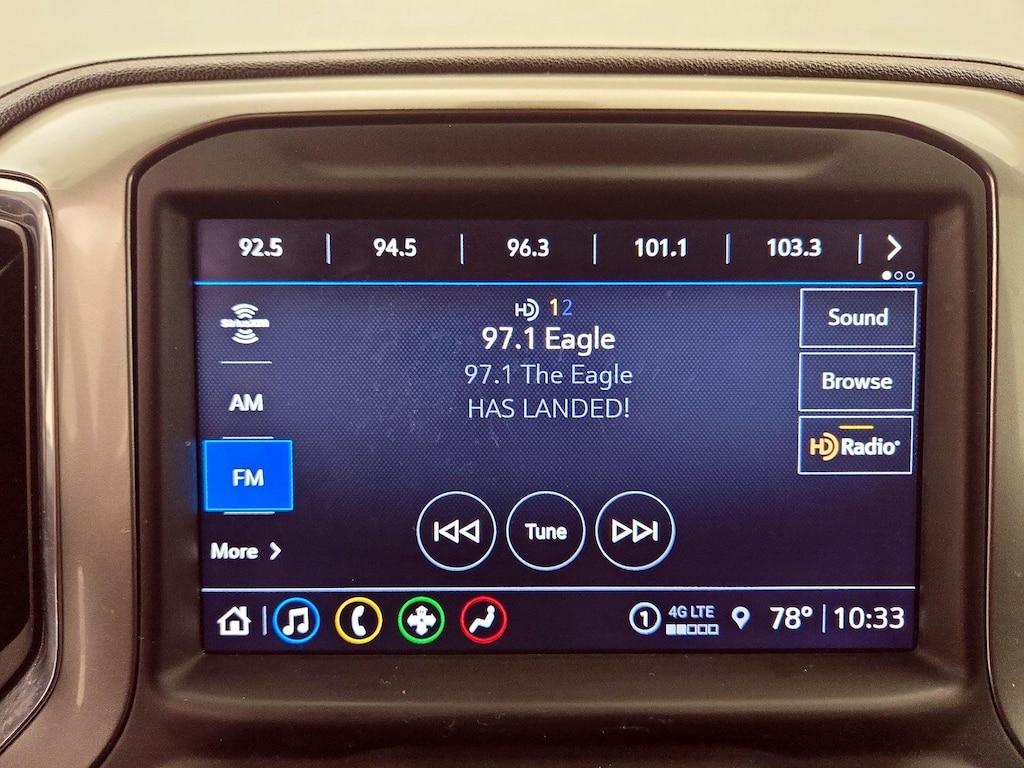 92.5 | 94.5 | 96.3 | 101.1 | 103.3 |
SiriusXM
HD 1 2
97.1 Eagle
97.1 The Eagle
HAS LANDED!
Sound
AM
Browse
HD Radio
FM
Tune
More
1 4G LTE 78° | 10:33